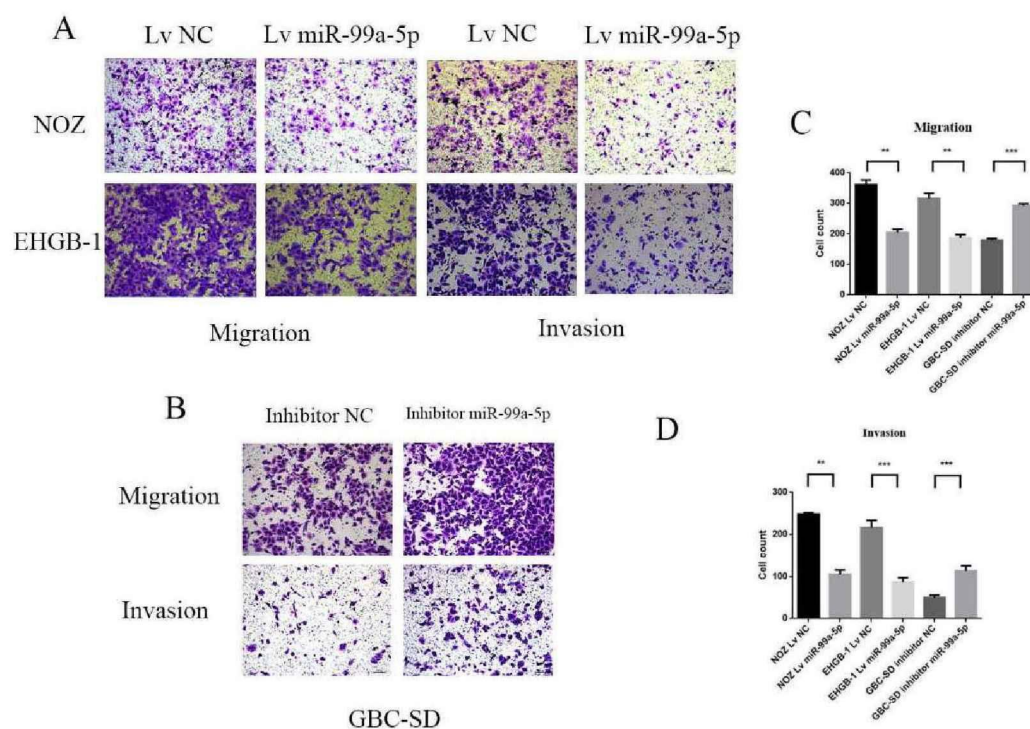 A
Lv NC
Lv miR-99a-5p
Lv NC
Lv miR-99a-5p
NOZ
EHGB-1
Migration
Invasion
B
Inhibitor NC
Inhibitor miR-99a-5p
Migration
Invasion
GBC-SD
C
Migration
**
**
***
Cell count
400
300
200
100
0
NOZ Lv NC
NOZ Lv miR-99a-5p
EHGB-1 Lv NC
EHGB-1 Lv miR-99a-5p
GBC-SD inhibitor NC
GBC-SD inhibitor miR-99a-5p
D
Invasion
**
***
***
Cell count
300
200
100
0
NOZ Lv NC
NOZ Lv miR-99a-5p
EHGB-1 Lv NC
EHGB-1 Lv miR-99a-5p
GBC-SD inhibitor NC
GBC-SD inhibitor miR-99a-5p